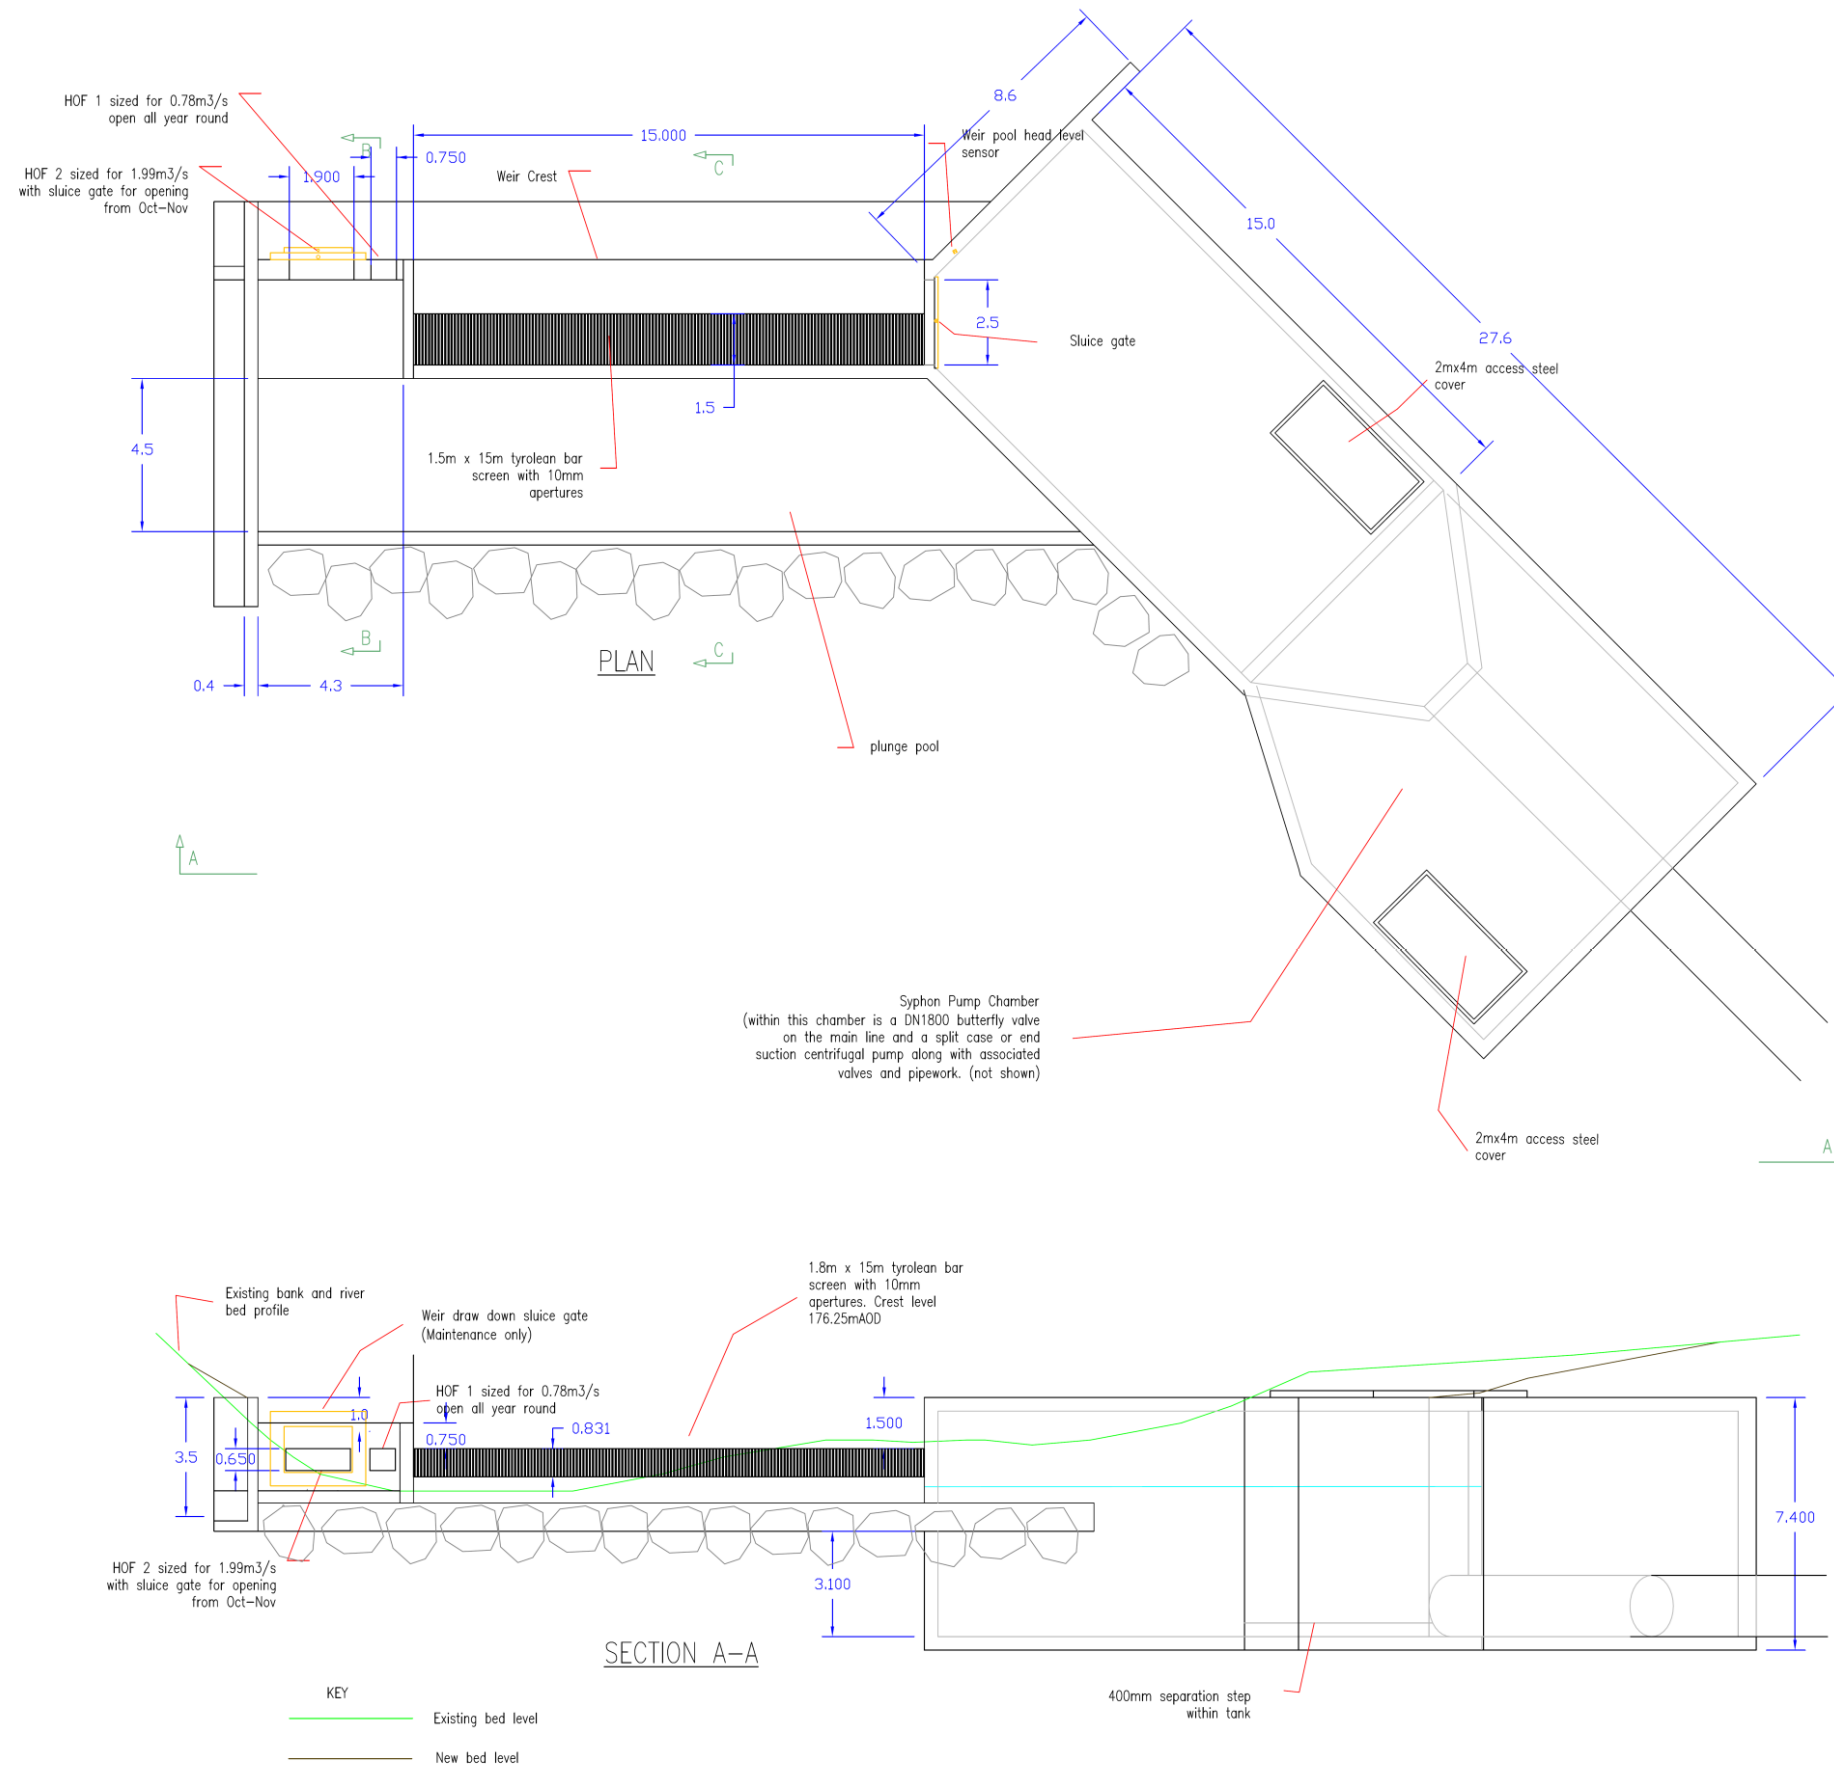 8.6
HOF 1 sized for 0.78m3/s
open all year round
15.000
Weir pool head level
sensor
B
0.750
C
HOF 2 sized for 1.99m3/s
with sluice gate for opening
from Oct-Nov
1.900
Weir Crest
15.0
2.5
Sluice gate
27.6
2mx4m access steel
cover
1.5
4.5
1.5m x 15m tyrolean bar
screen with 10mm
apertures
B
C
PLAN
0.4
4.3
plunge pool
A
Syphon Pump Chamber
(within this chamber is a DN1800 butterfly valve
on the main line and a split case or end
suction centrifugal pump along with associated
valves and pipework. (not shown)
2mx4m access steel
cover
A
1.8m x 15m tyrolean bar
screen with 10mm
apertures. Crest level
176.25mAOD
Existing bank and river
bed profile
Weir draw down sluice gate
(Maintenance only)
HOF 1 sized for 0.78m3/s
open all year round
1.0
0.750
0.831
1.500
3.5
0.650
7.400
HOF 2 sized for 1.99m3/s
with sluice gate for opening
from Oct-Nov
3.100
SECTION A-A
400mm separation step
within tank
KEY
Existing bed level
New bed level